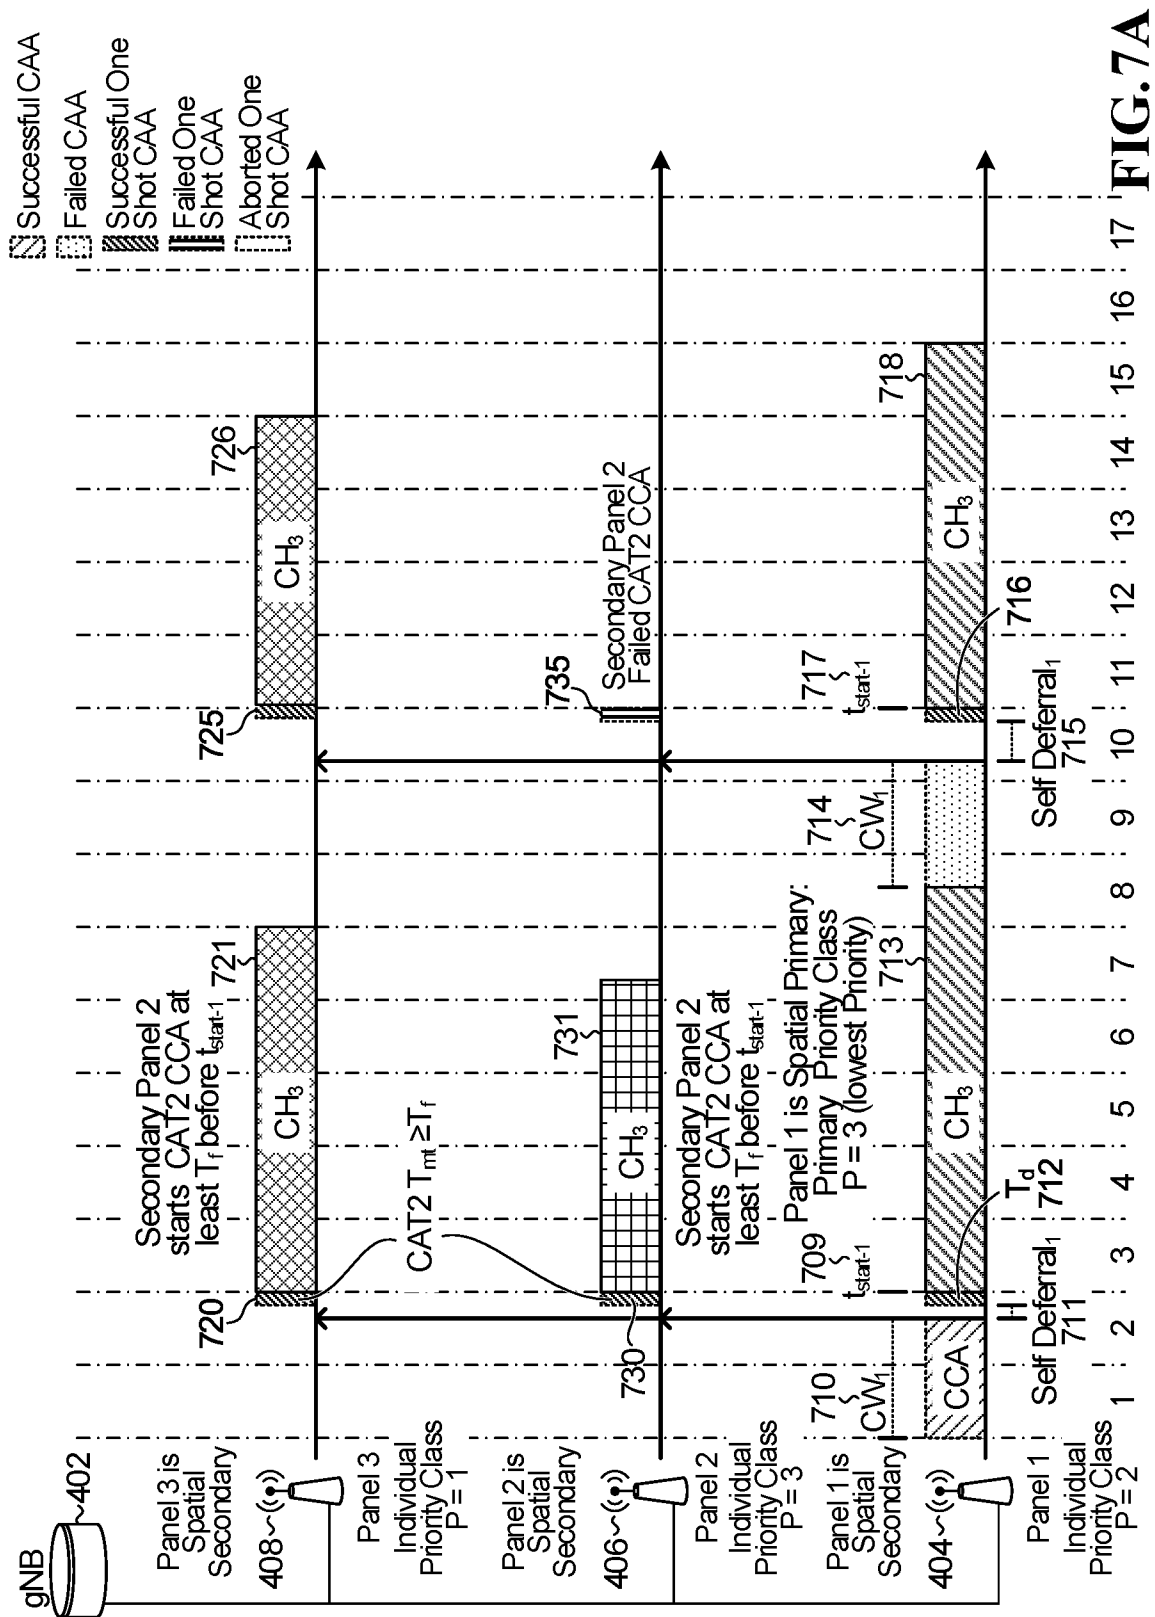 gNB
402
Successful CAA
Failed CAA
Successful One
Shot CAA
Failed One
Shot CAA
Aborted One
Shot CAA
Panel 3 is
Spatial
Secondary
408
Panel 3
Individual
Priority Class
P = 1
Secondary Panel 2
starts CAT2 CCA at
least Tf before tstart-1
720
CH3
721
725
CH3
726
CAT2 Tmt ≥Tf
Panel 2 is
Spatial
Secondary
406
Panel 2
Individual
Priority Class
P = 3
730
CH3
731
Secondary Panel 2
starts CAT2 CCA at
least Tf before tstart-1
735
Secondary Panel 2
Failed CAT2 CCA
Panel 1 is
Spatial
Secondary
404
Panel 1
Individual
Priority Class
P = 2
710
CW1
CCA
709
tstart-1
Panel 1 is Spatial Primary:
Primary Priority Class
P = 3 (lowest Priority)
CH3
713
714
CW1
717
tstart-1
CH3
718
716
Self Deferral1
711
Td
712
Self Deferral1
715
1 2 3 4 5 6 7 8 9 10 11 12 13 14 15 16 17
FIG.7A